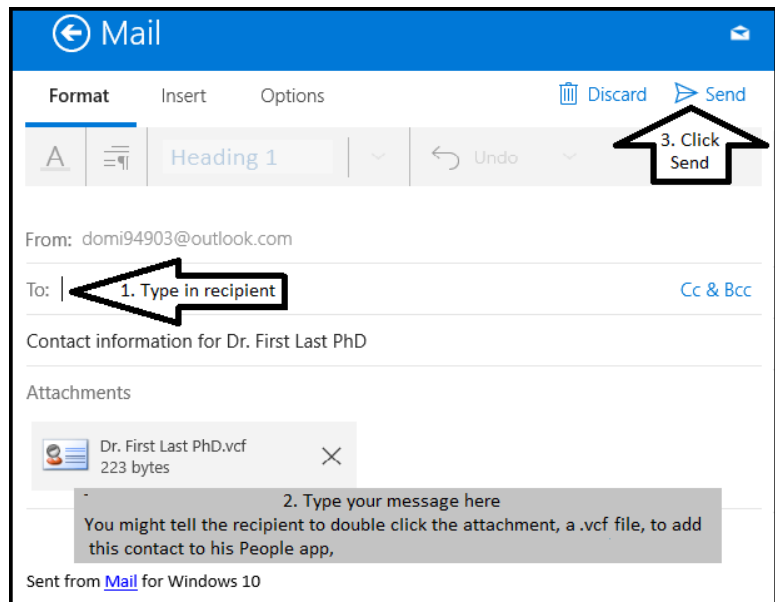 Mail
Format Insert Options Discard Send
A Heading 1 Undo
3. Click
Send
From: domi94903@outlook.com
To: 1. Type in recipient Cc & Bcc
Contact information for Dr. First Last PhD
Attachments
Dr. First Last PhD.vcf
223 bytes
2. Type your message here
You might tell the recipient to double click the attachment, a .vcf file, to add
this contact to his People app,
Sent from Mail for Windows 10